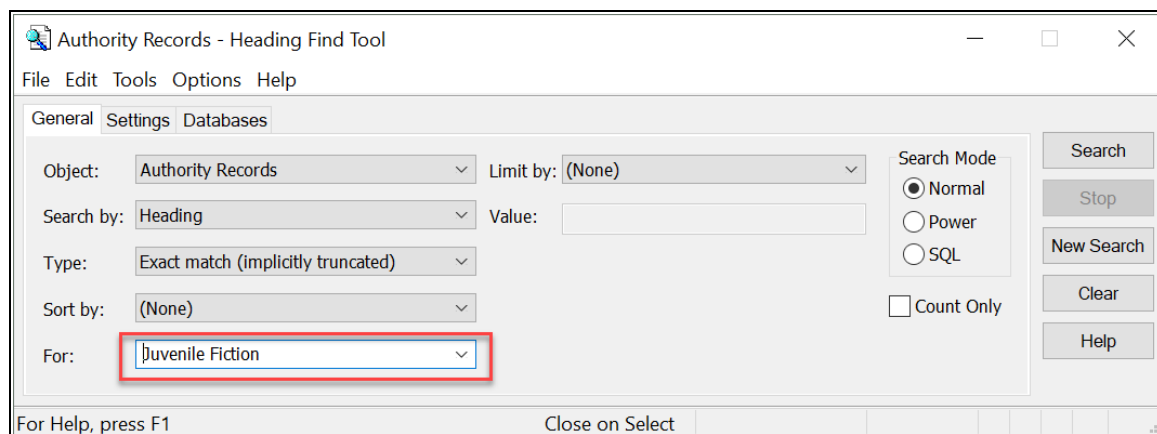 Authority Records - Heading Find Tool
File Edit Tools Options Help
General Settings Databases
Object: Authority Records Limit by: (None)
Search by: Heading Value:
Type: Exact match (implicitly truncated)
Sort by: (None)
For: Juvenile Fiction
Search Mode
Normal
Power
SQL
Count Only
Search
Stop
New Search
Clear
Help
For Help, press F1 Close on Select